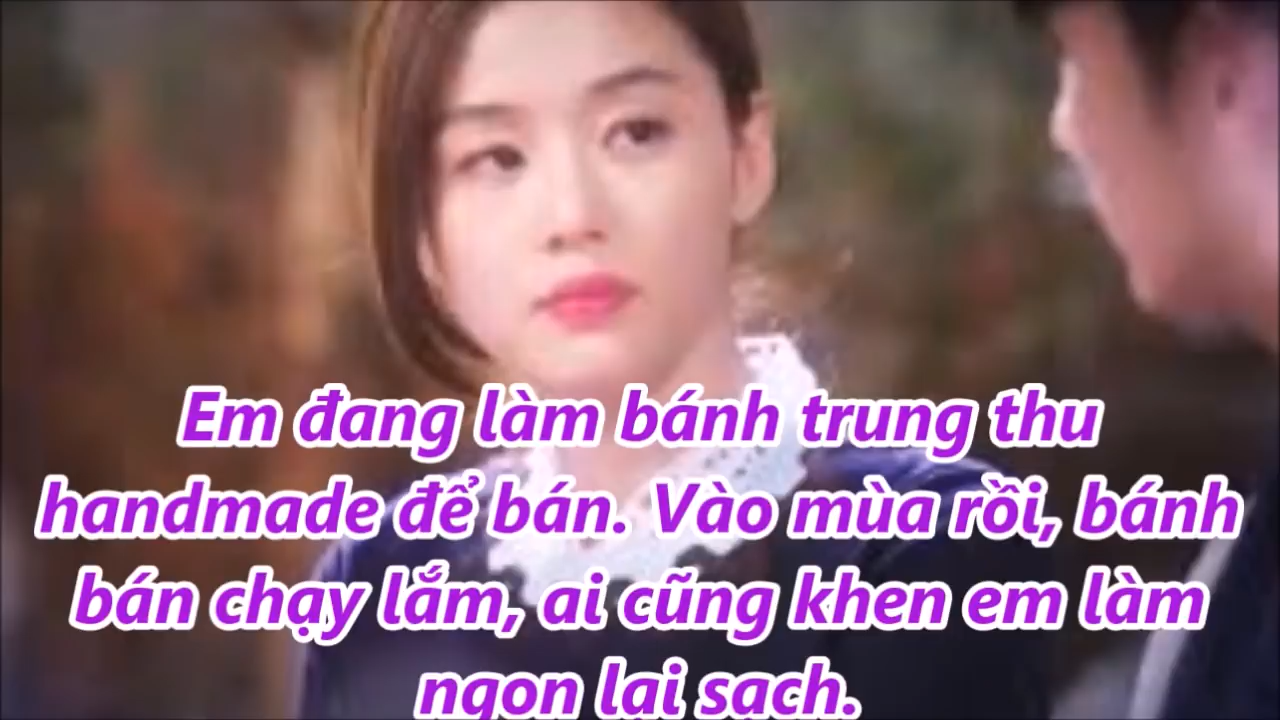 Em đang làm bánh trung thu
handmade để bán. Vào mùa rồi, bánh
bán chạy lắm, ai cũng khen em làm
ngon lại sạch.